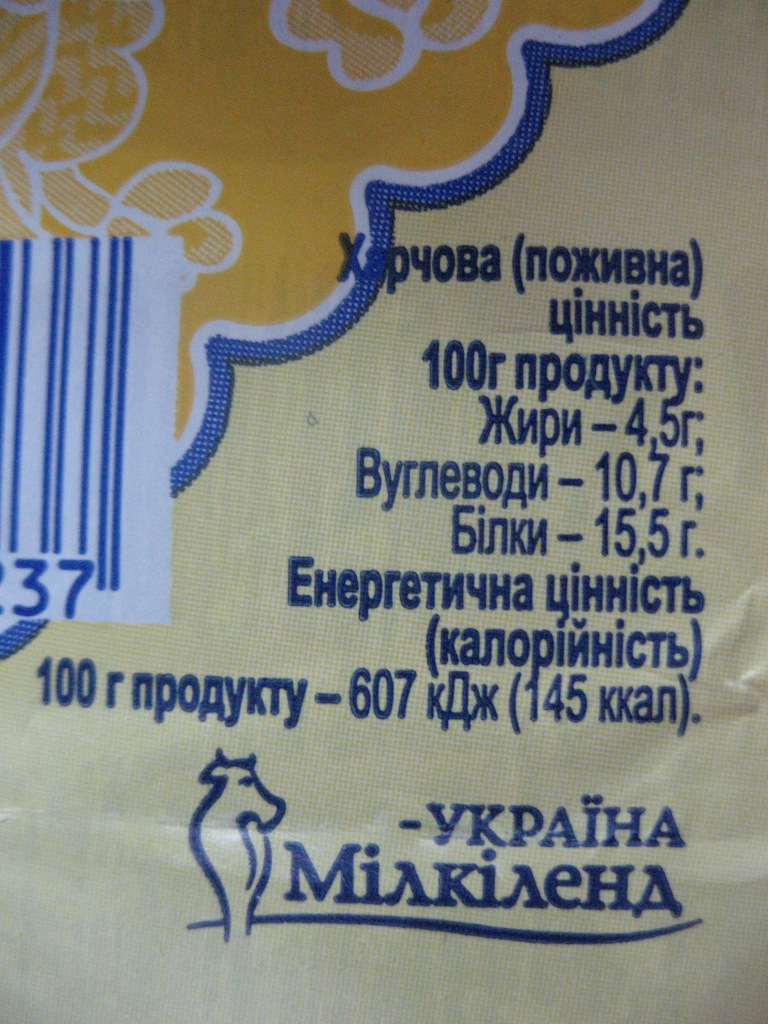 Харчова (поживна)
цінність
100г продукту:
Жири – 4,5г;
Вуглеводи – 10,7 г;
Білки – 15,5 г.
Енергетична цінність
(калорійність)
100 г продукту – 607 кДж (145 ккал).
237
-УКРАЇНА
Мілкіленд